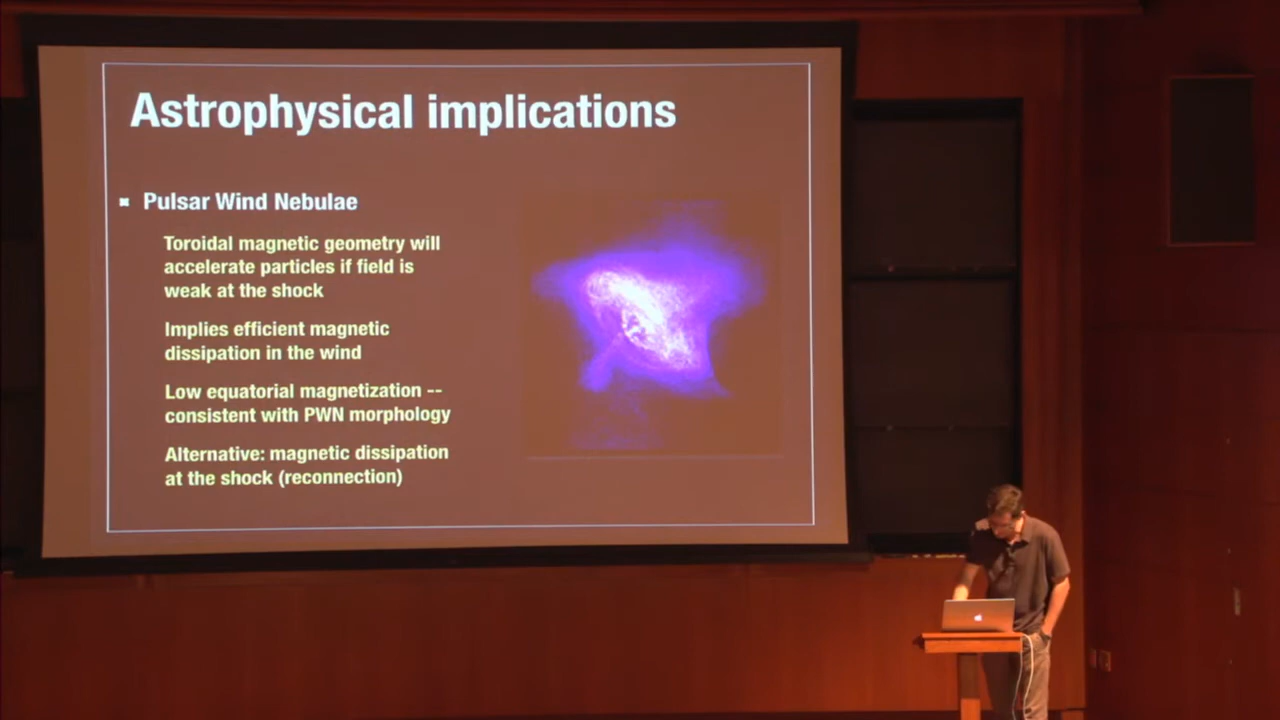 Astrophysical implications
Pulsar Wind Nebulae
Toroidal magnetic geometry will
accelerate particles if field is
weak at the shock
Implies efficient magnetic
dissipation in the wind
Low equatorial magnetization --
consistent with PWN morphology
Alternative: magnetic dissipation
at the shock (reconnection)